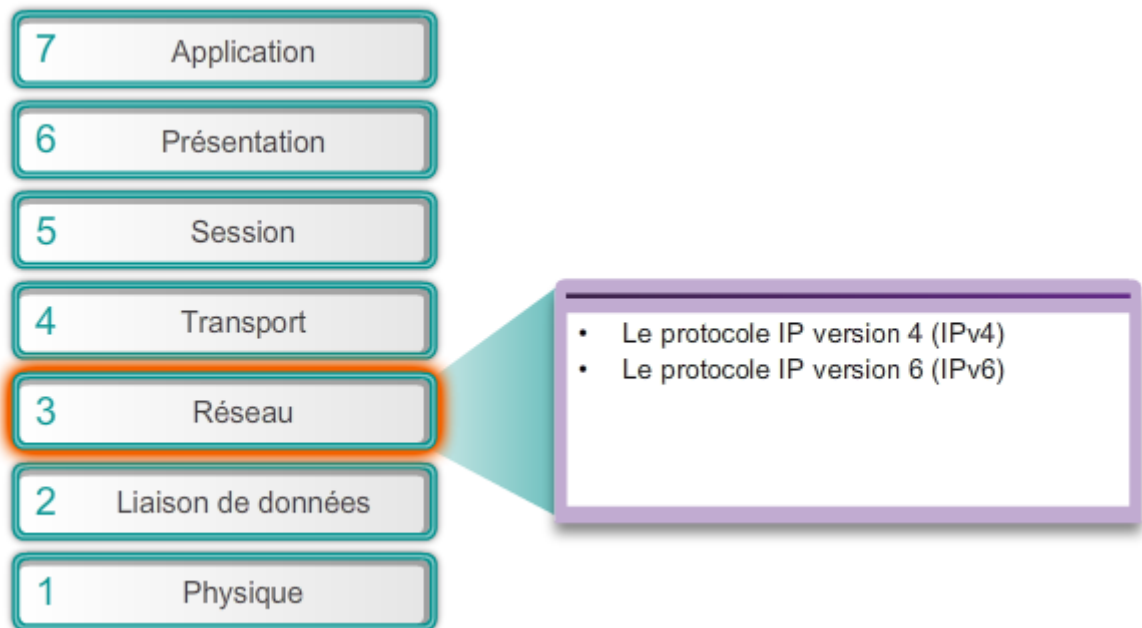 7 Application
6 Présentation
5 Session
4 Transport
3 Réseau
2 Liaison de données
1 Physique
• Le protocole IP version 4 (IPv4)
• Le protocole IP version 6 (IPv6)